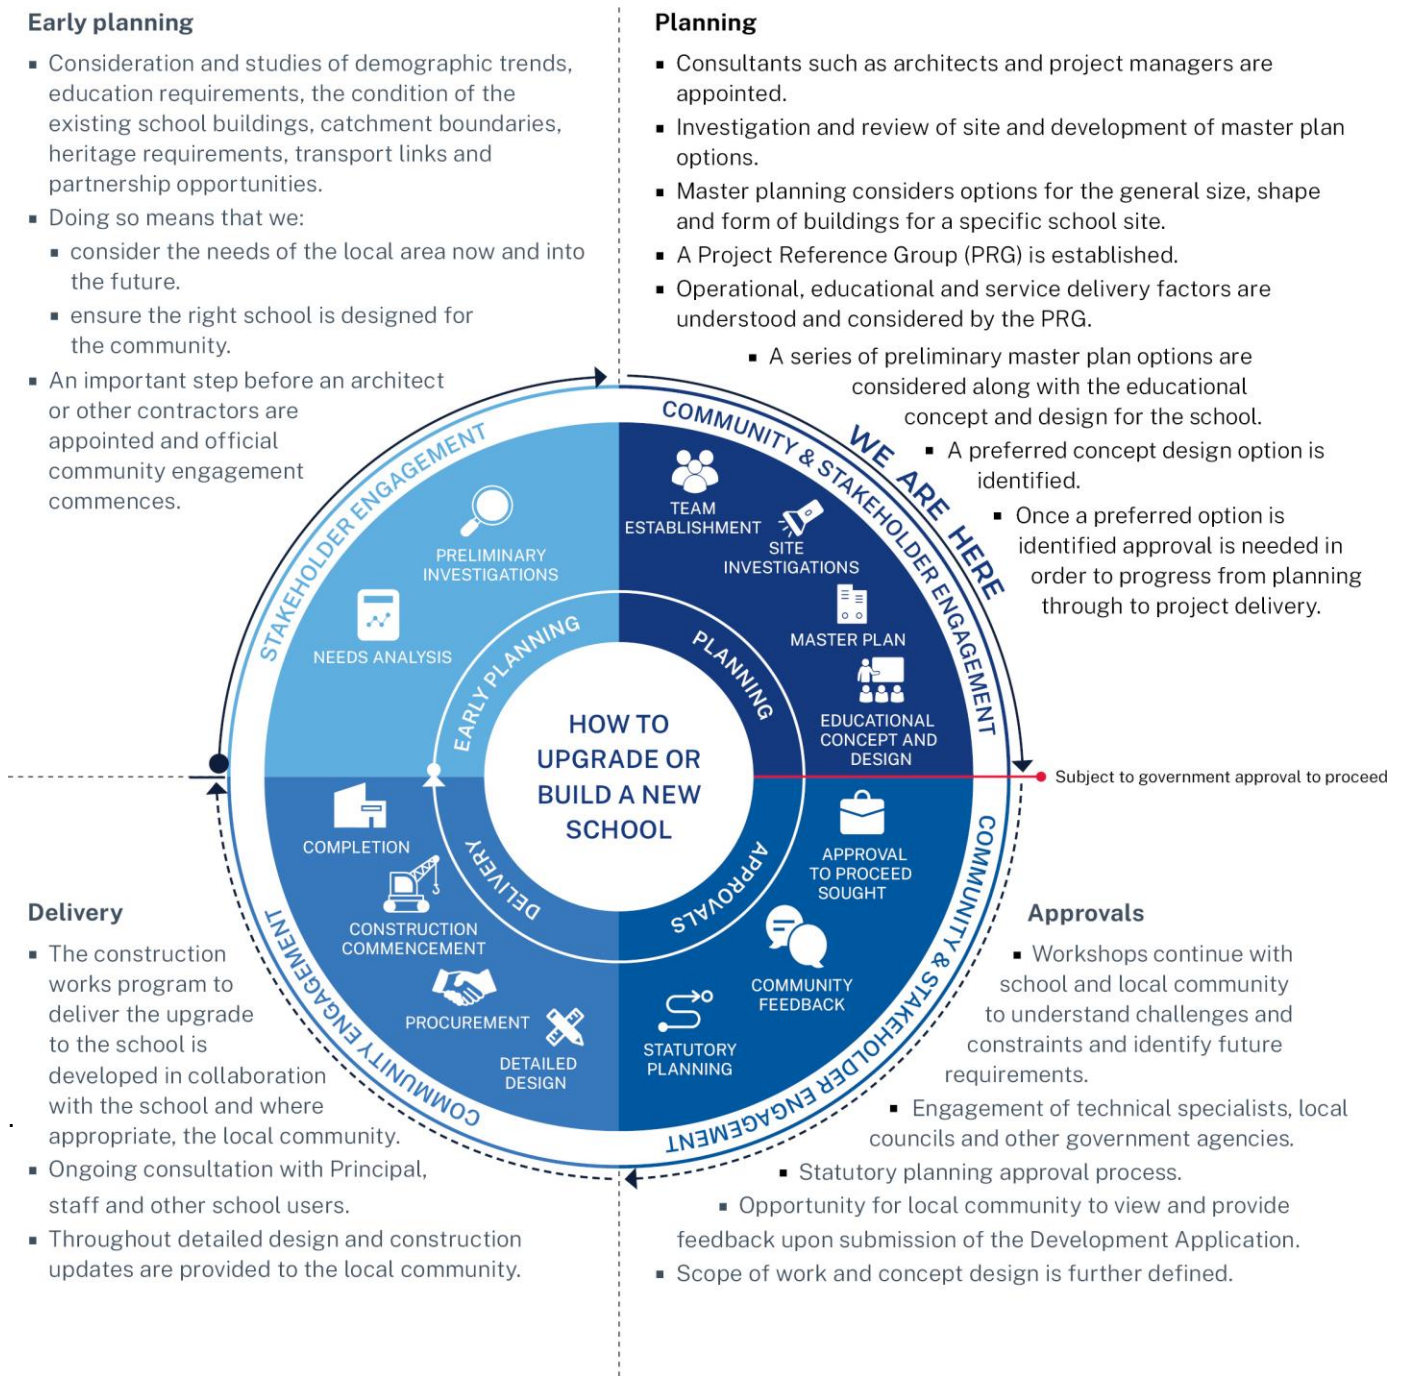 Early planning
▪ Consideration and studies of demographic trends,
education requirements, the condition of the
existing school buildings, catchment boundaries,
heritage requirements, transport links and
partnership opportunities.
▪ Doing so means that we:
▪ consider the needs of the local area now and into
the future.
▪ ensure the right school is designed for
the community.
▪ An important step before an architect
or other contractors are
appointed and official
community engagement
commences.
Planning
▪ Consultants such as architects and project managers are
appointed.
▪ Investigation and review of site and development of master plan
options.
▪ Master planning considers options for the general size, shape
and form of buildings for a specific school site.
▪ A Project Reference Group (PRG) is established.
▪ Operational, educational and service delivery factors are
understood and considered by the PRG.
▪ A series of preliminary master plan options are
considered along with the educational
concept and design for the school.
▪ A preferred concept design option is
identified.
▪ Once a preferred option is
identified approval is needed in
order to progress from planning
through to project delivery.
STAKEHOLDER ENGAGEMENT
PRELIMINARY
INVESTIGATIONS
NEEDS ANALYSIS
EARLY PLANNING
COMMUNITY & STAKEHOLDER ENGAGEMENT
WE ARE HERE
TEAM
ESTABLISHMENT
SITE
INVESTIGATIONS
MASTER PLAN
EDUCATIONAL
CONCEPT AND
DESIGN
PLANNING
HOW TO
UPGRADE OR
BUILD A NEW
SCHOOL
Subject to government approval to proceed
APPROVAL
TO PROCEED
SOUGHT
COMMUNITY
FEEDBACK
STATUTORY
PLANNING
APPROVALS
COMMUNITY & STAKEHOLDER ENGAGEMENT
COMPLETION
CONSTRUCTION
COMMENCEMENT
PROCUREMENT
DETAILED
DESIGN
DELIVERY
COMMUNITY ENGAGEMENT
Delivery
▪ The construction
works program to
deliver the upgrade
to the school is
developed in collaboration
with the school and where
appropriate, the local community.
▪ Ongoing consultation with Principal,
staff and other school users.
▪ Throughout detailed design and construction
updates are provided to the local community.
.
Approvals
▪ Workshops continue with
school and local community
to understand challenges and
constraints and identify future
requirements.
▪ Engagement of technical specialists, local
councils and other government agencies.
▪ Statutory planning approval process.
▪ Opportunity for local community to view and provide
feedback upon submission of the Development Application.
▪ Scope of work and concept design is further defined.